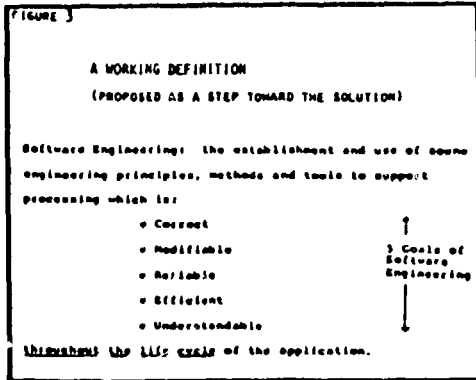 FIGURE 3
A WORKING DEFINITION
(PROPOSED AS A STEP TOWARD THE SOLUTION)
Software Engineering: the establishment and use of sound
engineering principles, methods and tools to support
processing which is:
• Correct
• Modifiable
• Reliable
• Efficient
• Understandable
5 Goals of
Software
Engineering
throughout the life cycle of the application.